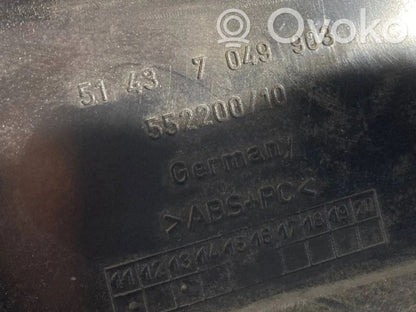 Ovoko
51 43 7 049 903
552200/10
Germany
>ABS+PC<
11 12 13 14 15 16 17 18 19 20